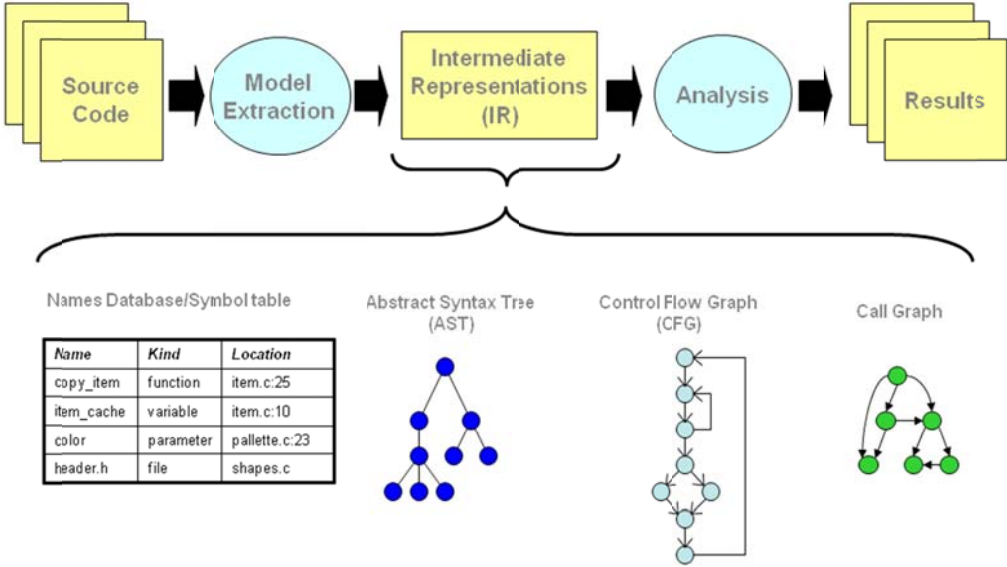 Source
Code
Model
Extraction
Intermediate
Representations
(IR)
Analysis
Results
Names Database/Symbol table
Name Kind Location
copy_item function item.c:25
item_cache variable item.c:10
color parameter pallette.c:23
header.h file shapes.c
Abstract Syntax Tree
(AST)
Control Flow Graph
(CFG)
Call Graph